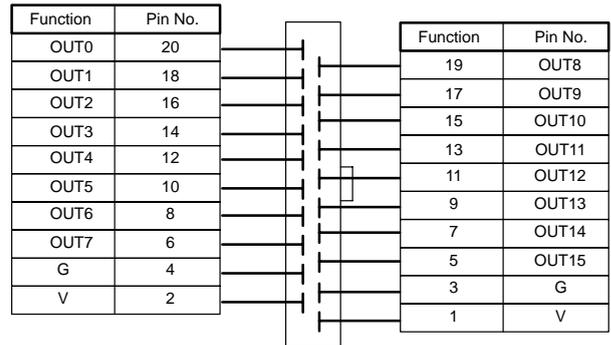 Function Pin No.
OUT0 20
OUT1 18
OUT2 16
OUT3 14
OUT4 12
OUT5 10
OUT6 8
OUT7 6
G 4
V 2
Function Pin No.
19 OUT8
17 OUT9
15 OUT10
13 OUT11
11 OUT12
9 OUT13
7 OUT14
5 OUT15
3 G
1 V